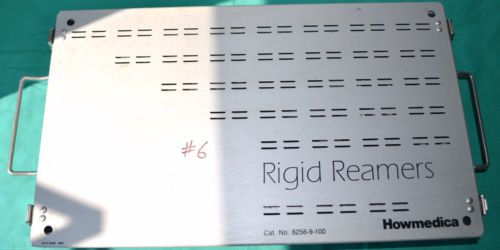 #6
Rigid Reamers
Cat. No. 6256-9-100
Howmedica